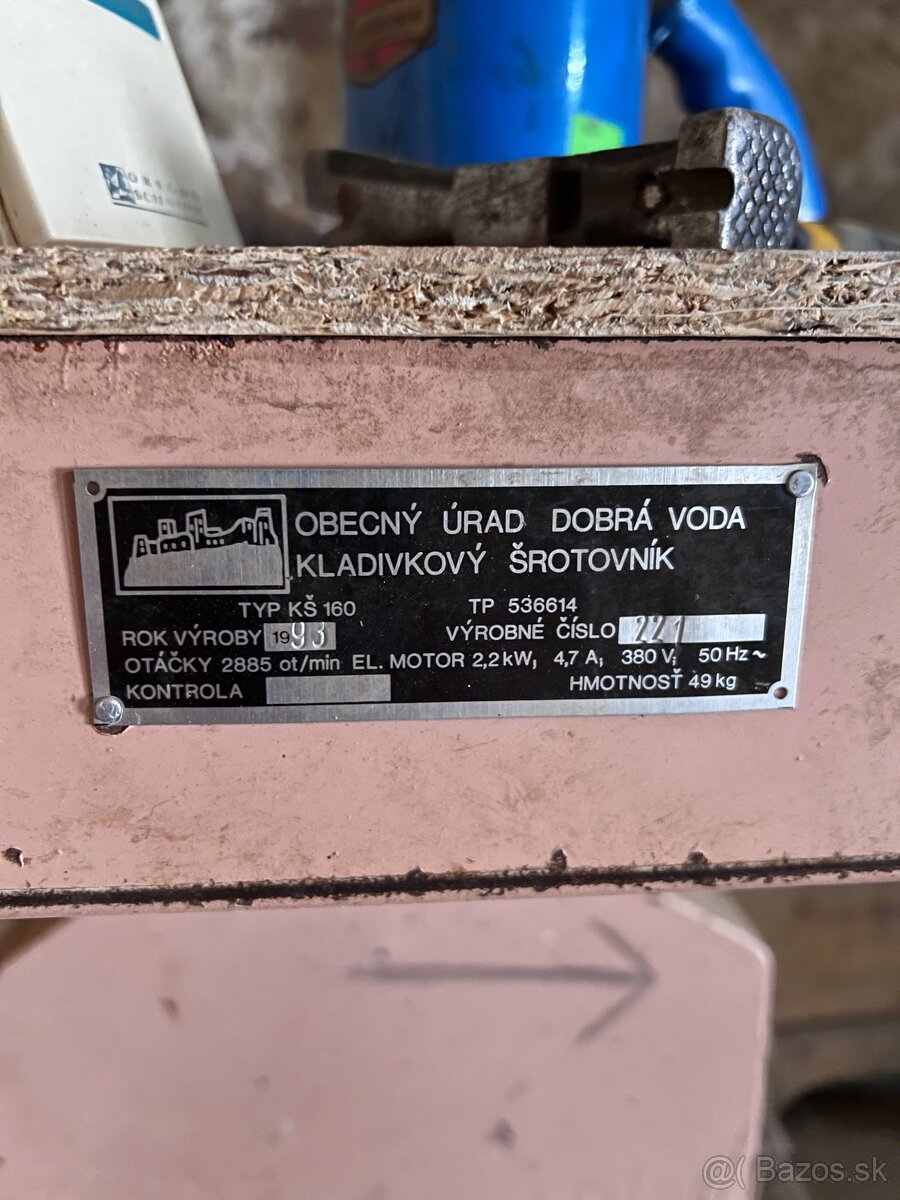 OBECNÝ ÚRAD DOBRÁ VODA
KLADIVKOVÝ ŠROTOVNÍK
TYP KŠ 160 TP 536614
ROK VÝROBY 1993 VÝROBNÉ ČÍSLO 221
OTÁČKY 2885 ot/min EL. MOTOR 2,2 kW, 4,7 A, 380 V, 50 Hz ~
KONTROLA HMOTNOSŤ 49 kg
@( Bazos.sk